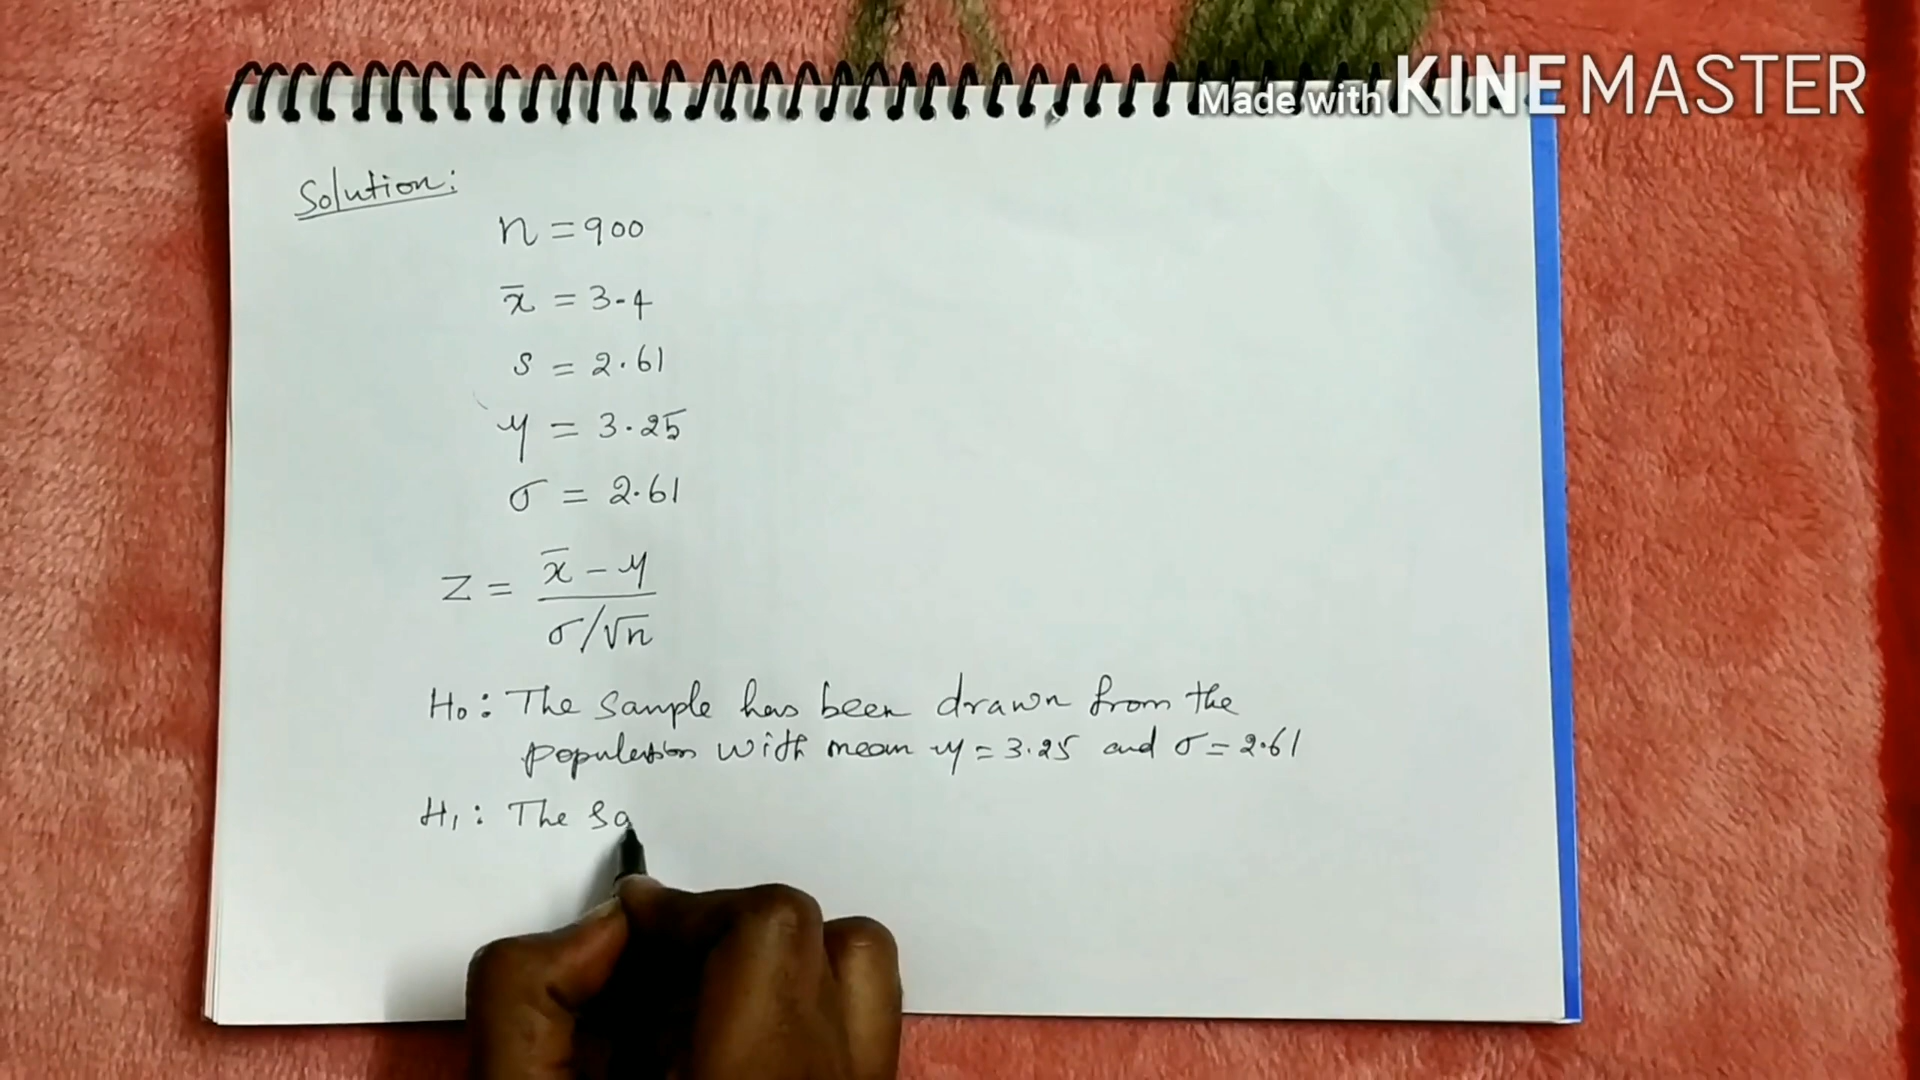 Made with KINEMASTER
Solution:
n = 900
x̄ = 3.4
s = 2.61
μ = 3.25
σ = 2.61
Z = (x̄ - μ) / (σ/√n)
H₀: The sample has been drawn from the
population with mean μ = 3.25 and σ = 2.61
H₁: The Sa